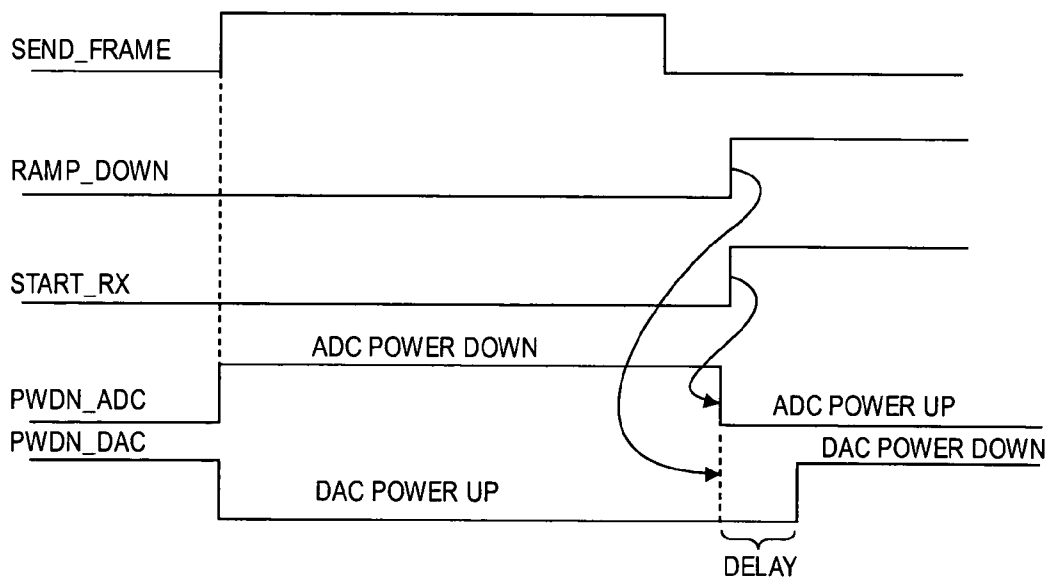 SEND_FRAME
RAMP_DOWN
START_RX
ADC POWER DOWN
PWDN_ADC
ADC POWER UP
PWDN_DAC
DAC POWER DOWN
DAC POWER UP
DELAY